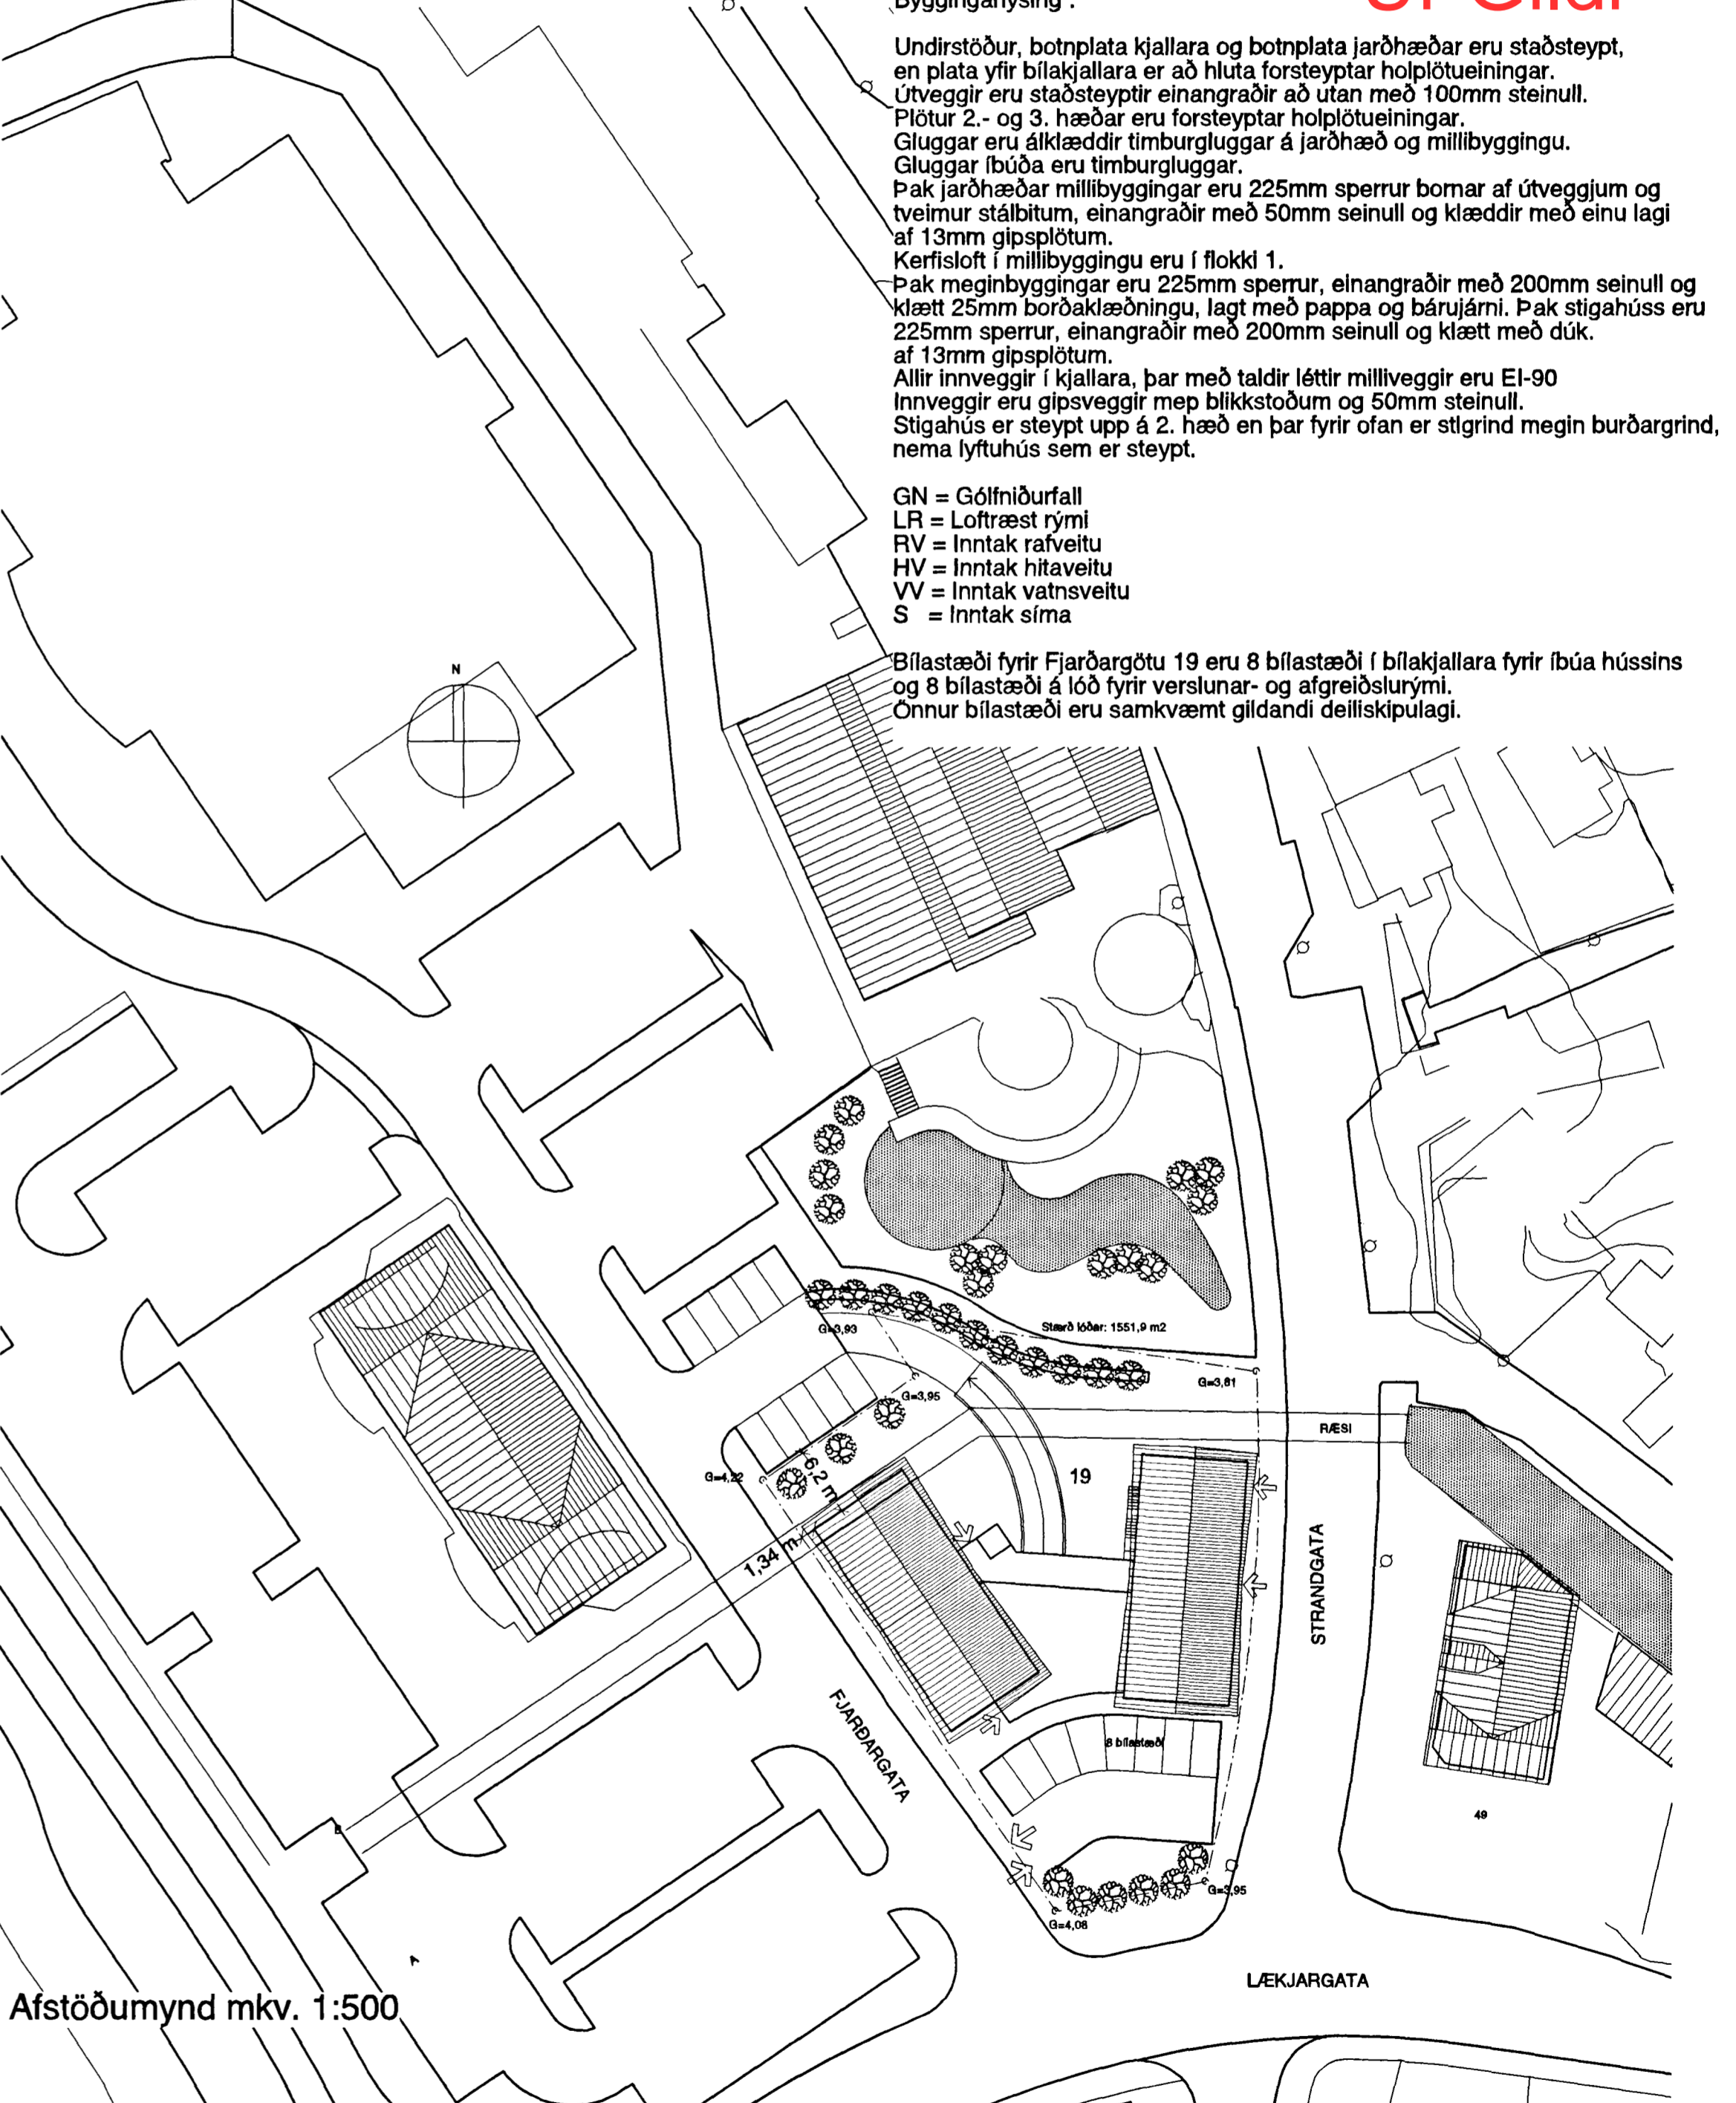 Undirstöður, botnplata kjallara og botnplata jarðhæðar eru staðsteypt,
en plata yfir bílakjallara er að hluta forsteyptar holplötueiningar.
Útveggir eru staðsteyptir einangraðir að utan með 100mm steinull.
Plötur 2.- og 3. hæðar eru forsteyptar holplötueiningar.
Gluggar eru álklæddir timburgluggar á jarðhæð og millibyggingu.
Gluggar íbúða eru timburgluggar.
Þak jarðhæðar millibyggingar eru 225mm sperrur bornar af útveggjum og
tveimur stálbitum, einangraðir með 50mm seinull og klæddir með einu lagi
af 13mm gipsplötum.
Kerfisloft í millibyggingu eru í flokki 1.
Þak meginbyggingar eru 225mm sperrur, einangraðir með 200mm seinull og
klætt 25mm borðaklæðningu, lagt með pappa og bárujárni. Þak stigahúss eru
225mm sperrur, einangraðir með 200mm seinull og klætt með dúk.
af 13mm gipsplötum.
Allir innveggir í kjallara, þar með taldir léttir milliveggir eru EI-90
Innveggir eru gipsveggir mep blikkstoðum og 50mm steinull.
Stigahús er steypt upp á 2. hæð en þar fyrir ofan er stlgrind megin burðargrind,
nema lyftuhús sem er steypt.
GN = Gólfniðurfall
LR = Loftræst rými
RV = Inntak rafveitu
HV = Inntak hitaveitu
VV = Inntak vatnsveitu
S = Inntak síma
Bílastæði fyrir Fjarðargötu 19 eru 8 bílastæði í bílakjallara fyrir íbúa hússins
og 8 bílastæði á lóð fyrir verslunar- og afgreiðslurými.
Önnur bílastæði eru samkvæmt gildandi deiliskipulagi.
N
G=3,93
Stærð lóðar: 1551,9 m2
G=3,81
G=3,95
RÆSI
G=4,22
6,2 m
19
1,34 m
STRANDGATA
FJARÐARGATA
8 bílastæði
49
B
G=3,95
G=4,08
A
LÆKJARGATA
Afstöðumynd mkv. 1:500